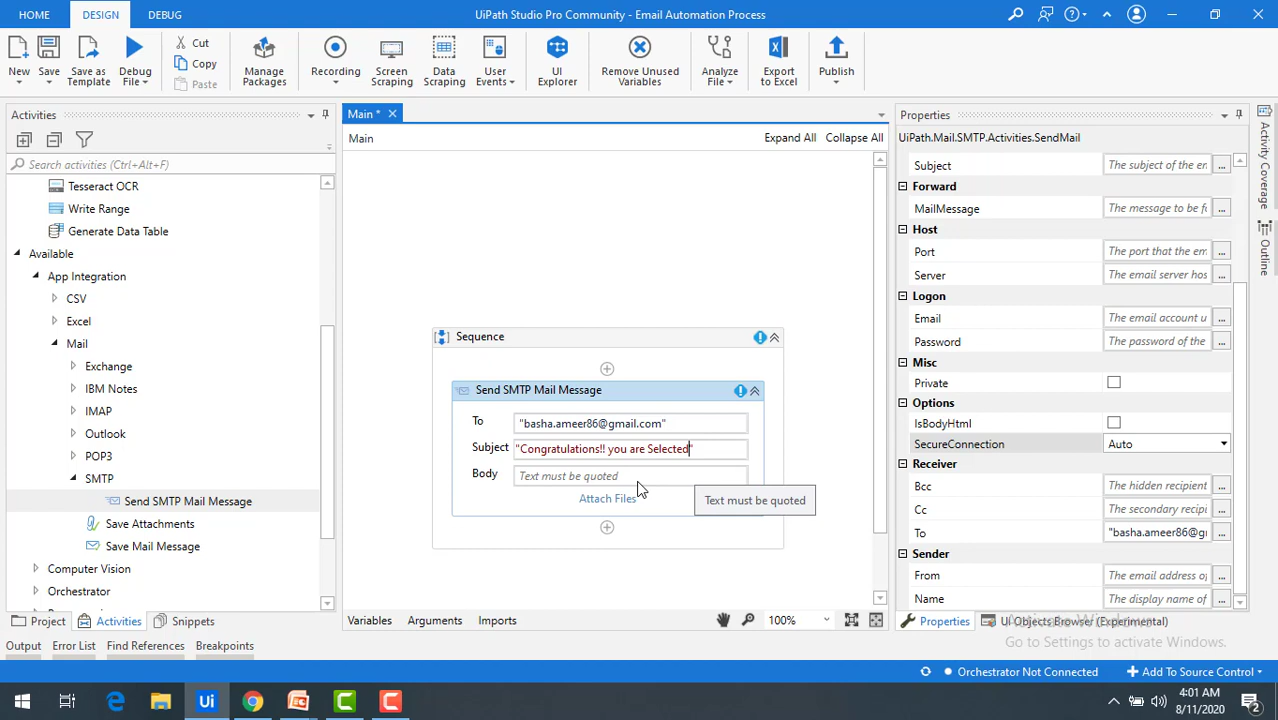 HOME
DESIGN
DEBUG
UiPath Studio Pro Community - Email Automation Process
New
Save
Save as Template
Debug File
Cut
Copy
Paste
Manage Packages
Recording
Screen Scraping
Data Scraping
User Events
UI Explorer
Remove Unused Variables
Analyze File
Export to Excel
Publish
Activities
Search activities (Ctrl+Alt+F)
Tesseract OCR
Write Range
Generate Data Table
Available
App Integration
CSV
Excel
Mail
Exchange
IBM Notes
IMAP
Outlook
POP3
SMTP
Send SMTP Mail Message
Save Attachments
Save Mail Message
Computer Vision
Orchestrator
Project
Activities
Snippets
Main *
Main
Expand All
Collapse All
Sequence
Send SMTP Mail Message
To
"basha.ameer86@gmail.com"
Subject
"Congratulations!! you are Selected"
Body
Text must be quoted
Attach Files
Text must be quoted
Variables
Arguments
Imports
100%
Properties
UiPath.Mail.SMTP.Activities.SendMail
Subject
The subject of the en
...
Forward
MailMessage
The message to be fo
...
Host
Port
The port that the em
...
Server
The email server hos
...
Logon
Email
The email account u
...
Password
The password of the
...
Misc
Private
Options
IsBodyHtml
SecureConnection
Auto
Receiver
Bcc
The hidden recipient
...
Cc
The secondary recip
...
To
"basha.ameer86@g
...
Sender
From
The email address o
...
Name
The display name of
...
Properties
UI Objects Browser (Experimental)
Activate Windows
Go to Settings to activate Windows.
Activity Coverage
Outline
Output
Error List
Find References
Breakpoints
Orchestrator Not Connected
Add To Source Control
Ui
4:01 AM
8/11/2020
2